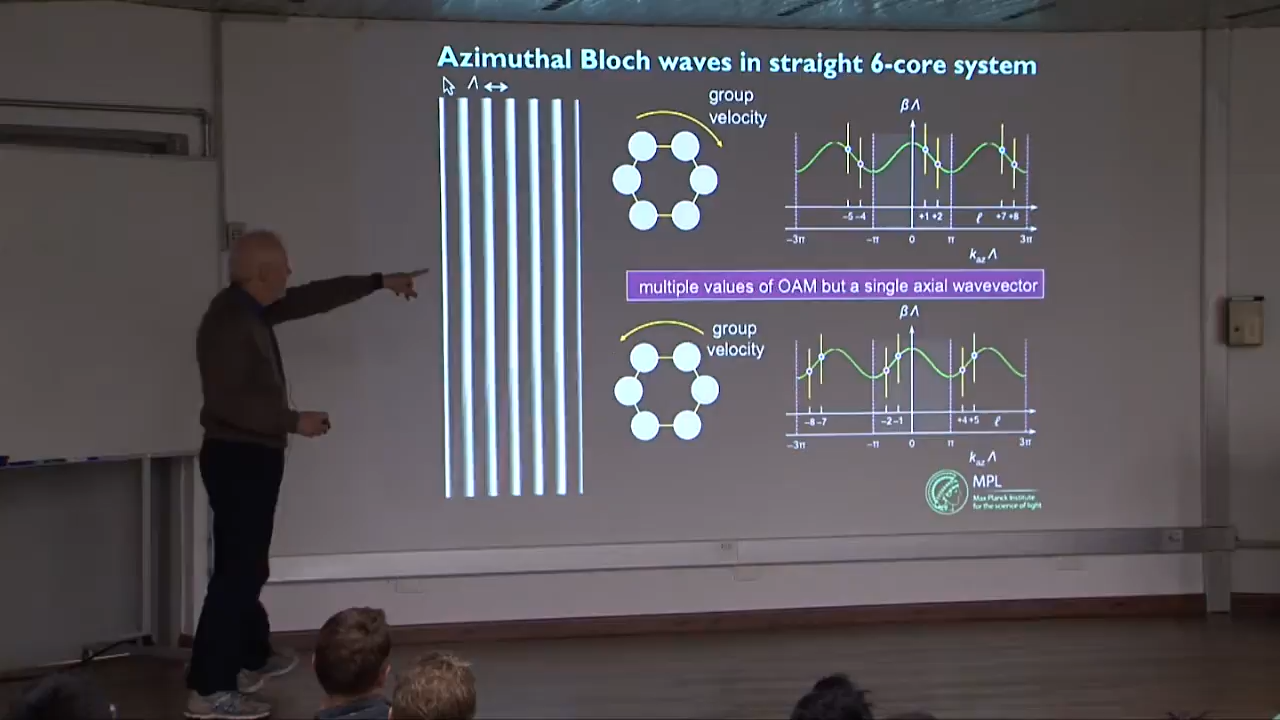 Azimuthal Bloch waves in straight 6-core system
Λ
group
velocity
βΛ
-5 -4 +1 +2 ℓ +7 +8
-3π -π 0 π 3π
k_az Λ
multiple values of OAM but a single axial wavevector
group
velocity
βΛ
-8 -7 -2 -1 +4 +5 ℓ
-3π -π 0 π 3π
k_az Λ
MPL
Max Planck Institute
for the science of light